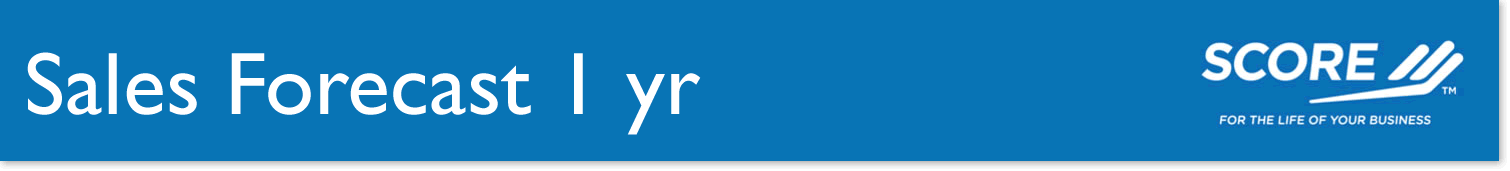 Sales Forecast 1 yr
SCORE
TM
FOR THE LIFE OF YOUR BUSINESS